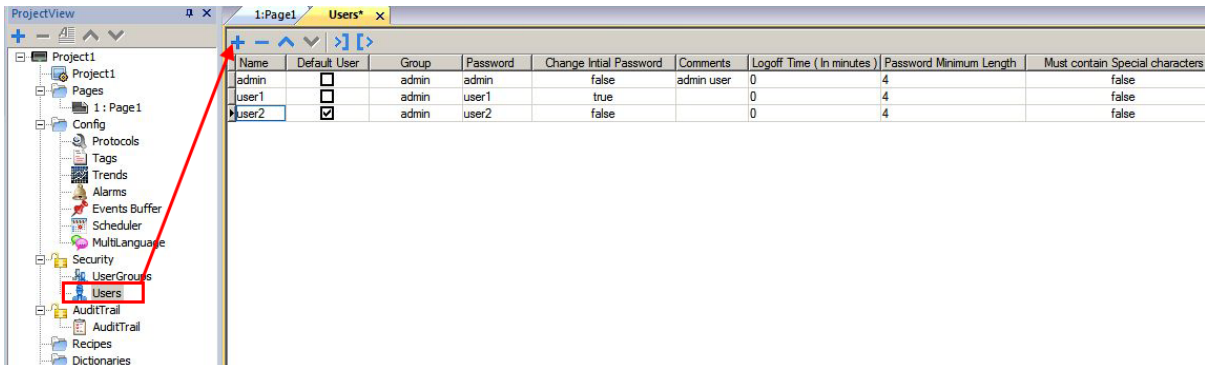 ProjectView
1:Page1 Users* x
Project1
Project1
Pages
1 : Page1
Config
Protocols
Tags
Trends
Alarms
Events Buffer
Scheduler
MultiLanguage
Security
UserGroups
Users
AuditTrail
AuditTrail
Recipes
Dictionaries
Name Default User Group Password Change Intial Password Comments Logoff Time ( In minutes ) Password Minimum Length Must contain Special characters
admin admin admin false admin user 0 4 false
user1 admin user1 true 0 4 false
user2 admin user2 false 0 4 false